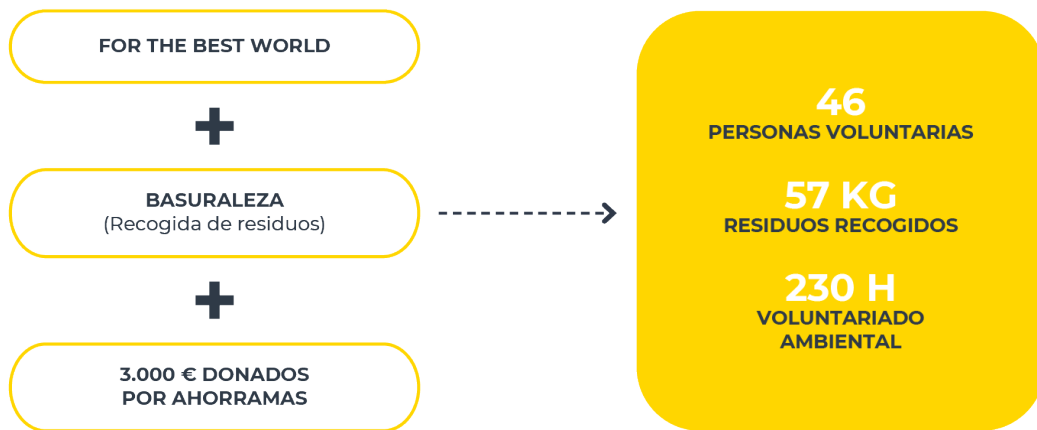 FOR THE BEST WORLD
+
BASURALEZA
(Recogida de residuos)
+
3.000 € DONADOS
POR AHORRAMAS
46
PERSONAS VOLUNTARIAS
57 KG
RESIDUOS RECOGIDOS
230 H
VOLUNTARIADO
AMBIENTAL